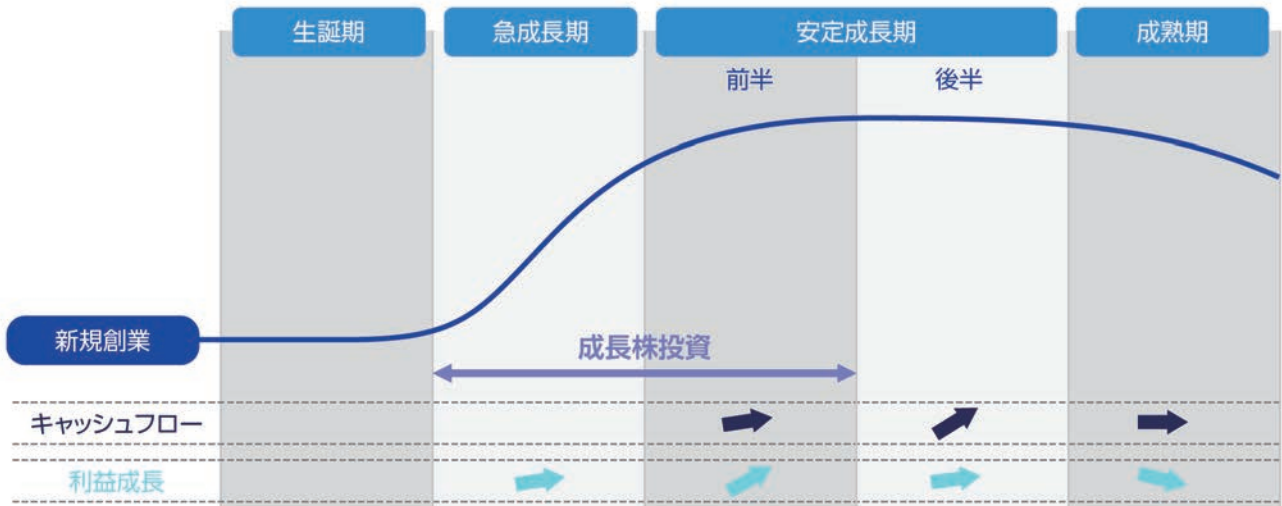 生誕期
急成長期
安定成長期
成熟期
前半
後半
新規創業
成長株投資
キャッシュフロー
利益成長